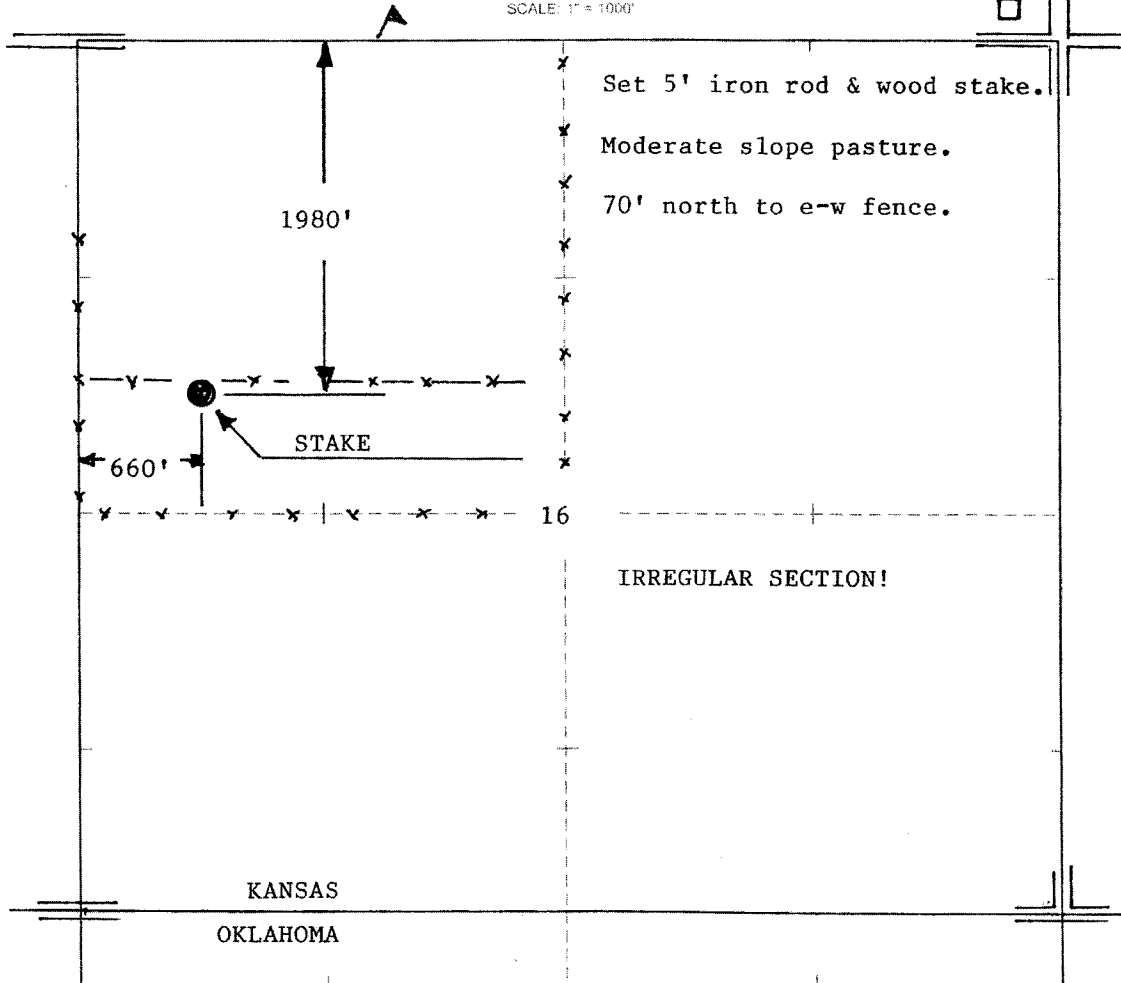 SCALE: 1" = 1000'
Set 5' iron rod & wood stake.
Moderate slope pasture.
70' north to e-w fence.
1980'
STAKE
660'
16
IRREGULAR SECTION!
KANSAS
OKLAHOMA